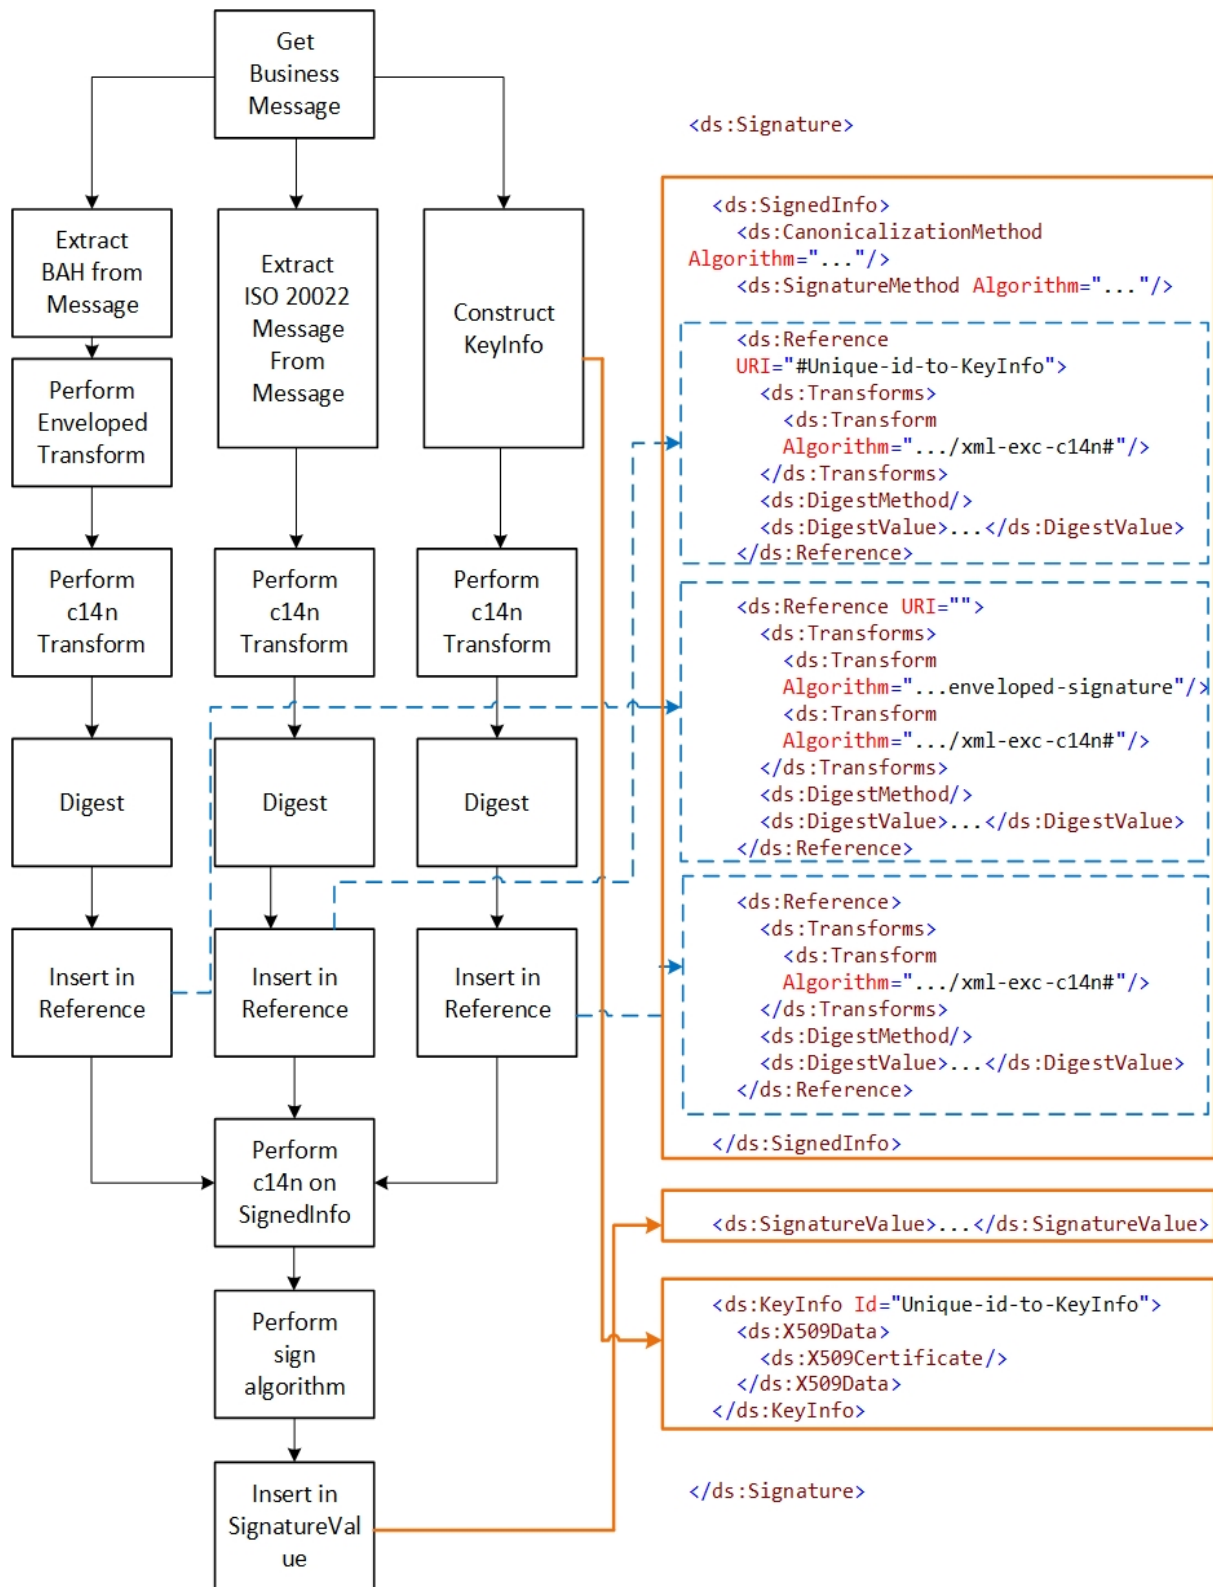 Get
Business
Message
Extract
BAH from
Message
Perform
Enveloped
Transform
Perform
c14n
Transform
Digest
Insert in
Reference
Extract
ISO 20022
Message
From
Message
Perform
c14n
Transform
Digest
Insert in
Reference
Construct
KeyInfo
Perform
c14n
Transform
Digest
Insert in
Reference
Perform
c14n on
SignedInfo
Perform
sign
algorithm
Insert in
SignatureVal
ue
<ds:Signature>
<ds:SignedInfo>
<ds:CanonicalizationMethod
Algorithm="..."/>
<ds:SignatureMethod Algorithm="..."/>
<ds:Reference
URI="#Unique-id-to-KeyInfo">
<ds:Transforms>
<ds:Transform
Algorithm=".../xml-exc-c14n#"/>
</ds:Transforms>
<ds:DigestMethod/>
<ds:DigestValue>...</ds:DigestValue>
</ds:Reference>
<ds:Reference URI="">
<ds:Transforms>
<ds:Transform
Algorithm="...enveloped-signature"/>
<ds:Transform
Algorithm=".../xml-exc-c14n#"/>
</ds:Transforms>
<ds:DigestMethod/>
<ds:DigestValue>...</ds:DigestValue>
</ds:Reference>
<ds:Reference>
<ds:Transforms>
<ds:Transform
Algorithm=".../xml-exc-c14n#"/>
</ds:Transforms>
<ds:DigestMethod/>
<ds:DigestValue>...</ds:DigestValue>
</ds:Reference>
</ds:SignedInfo>
<ds:SignatureValue>...</ds:SignatureValue>
<ds:KeyInfo Id="Unique-id-to-KeyInfo">
<ds:X509Data>
<ds:X509Certificate/>
</ds:X509Data>
</ds:KeyInfo>
</ds:Signature>